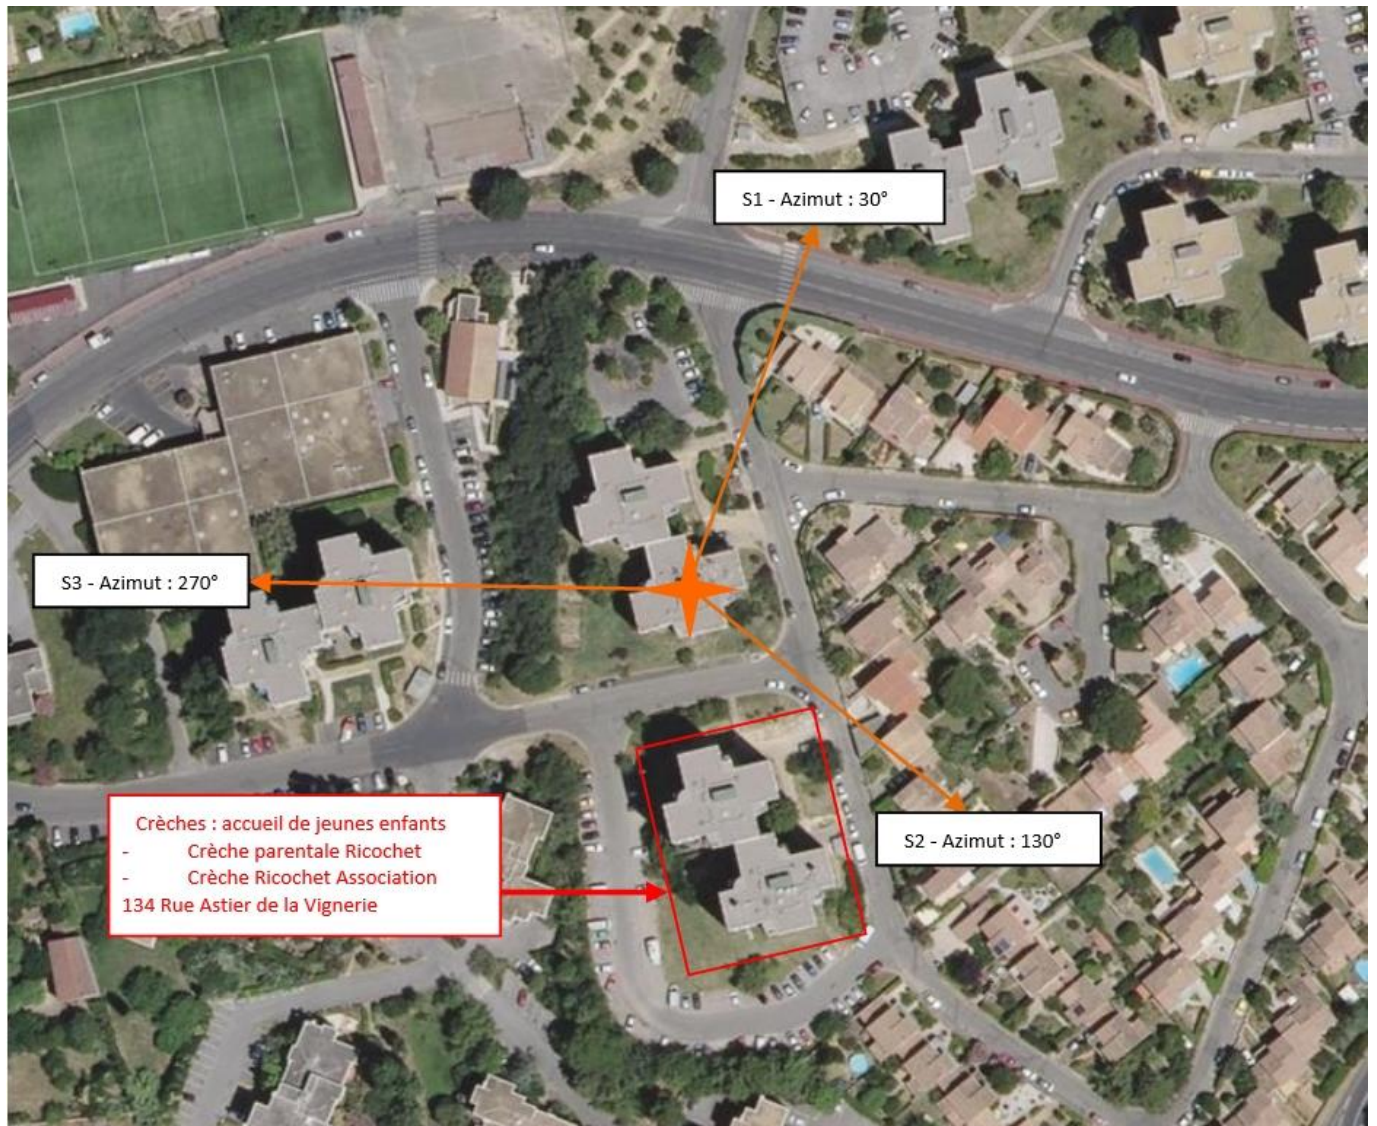 S1 - Azimut : 30°
S3 - Azimut : 270°
Crèches : accueil de jeunes enfants
- Crèche parentale Ricochet
- Crèche Ricochet Association
134 Rue Astier de la Vignerie
S2 - Azimut : 130°